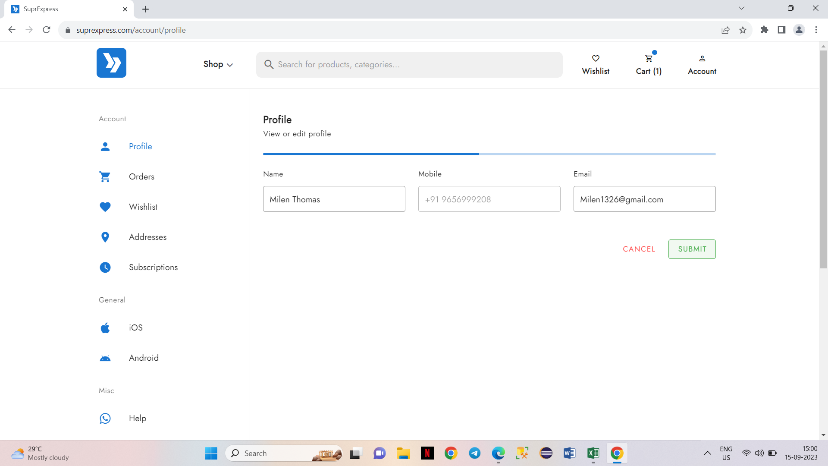 SuprExpress
suprexpress.com/account/profile
Shop
Search for products, categories...
Wishlist
Cart (1)
Account
Account
Profile
Orders
Wishlist
Addresses
Subscriptions
General
iOS
Android
Misc
Help
Profile
View or edit profile
Name
Mobile
Email
Milen Thomas
+91 9656999208
Milen1326@gmail.com
CANCEL
SUBMIT
29°C
Mostly cloudy
Search
ENG
US
15:00
15-09-2023